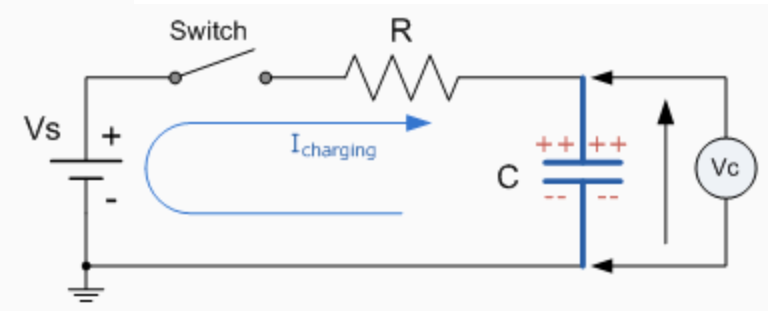 Switch
R
Vs
+
-
Icharging
C
++ ++
-- --
Vc